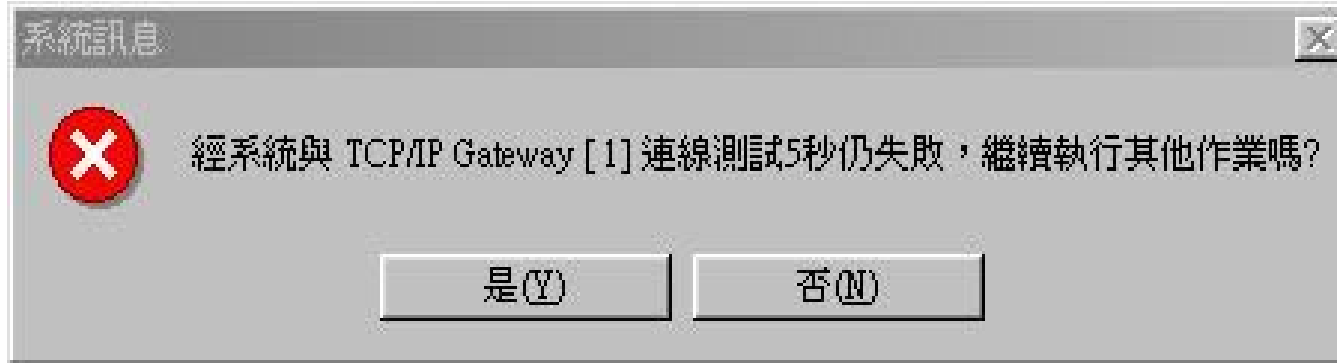 系統訊息
經系統與 TCP/IP Gateway [1] 連線測試5秒仍失敗，繼續執行其他作業嗎?
是(Y) 否(N)